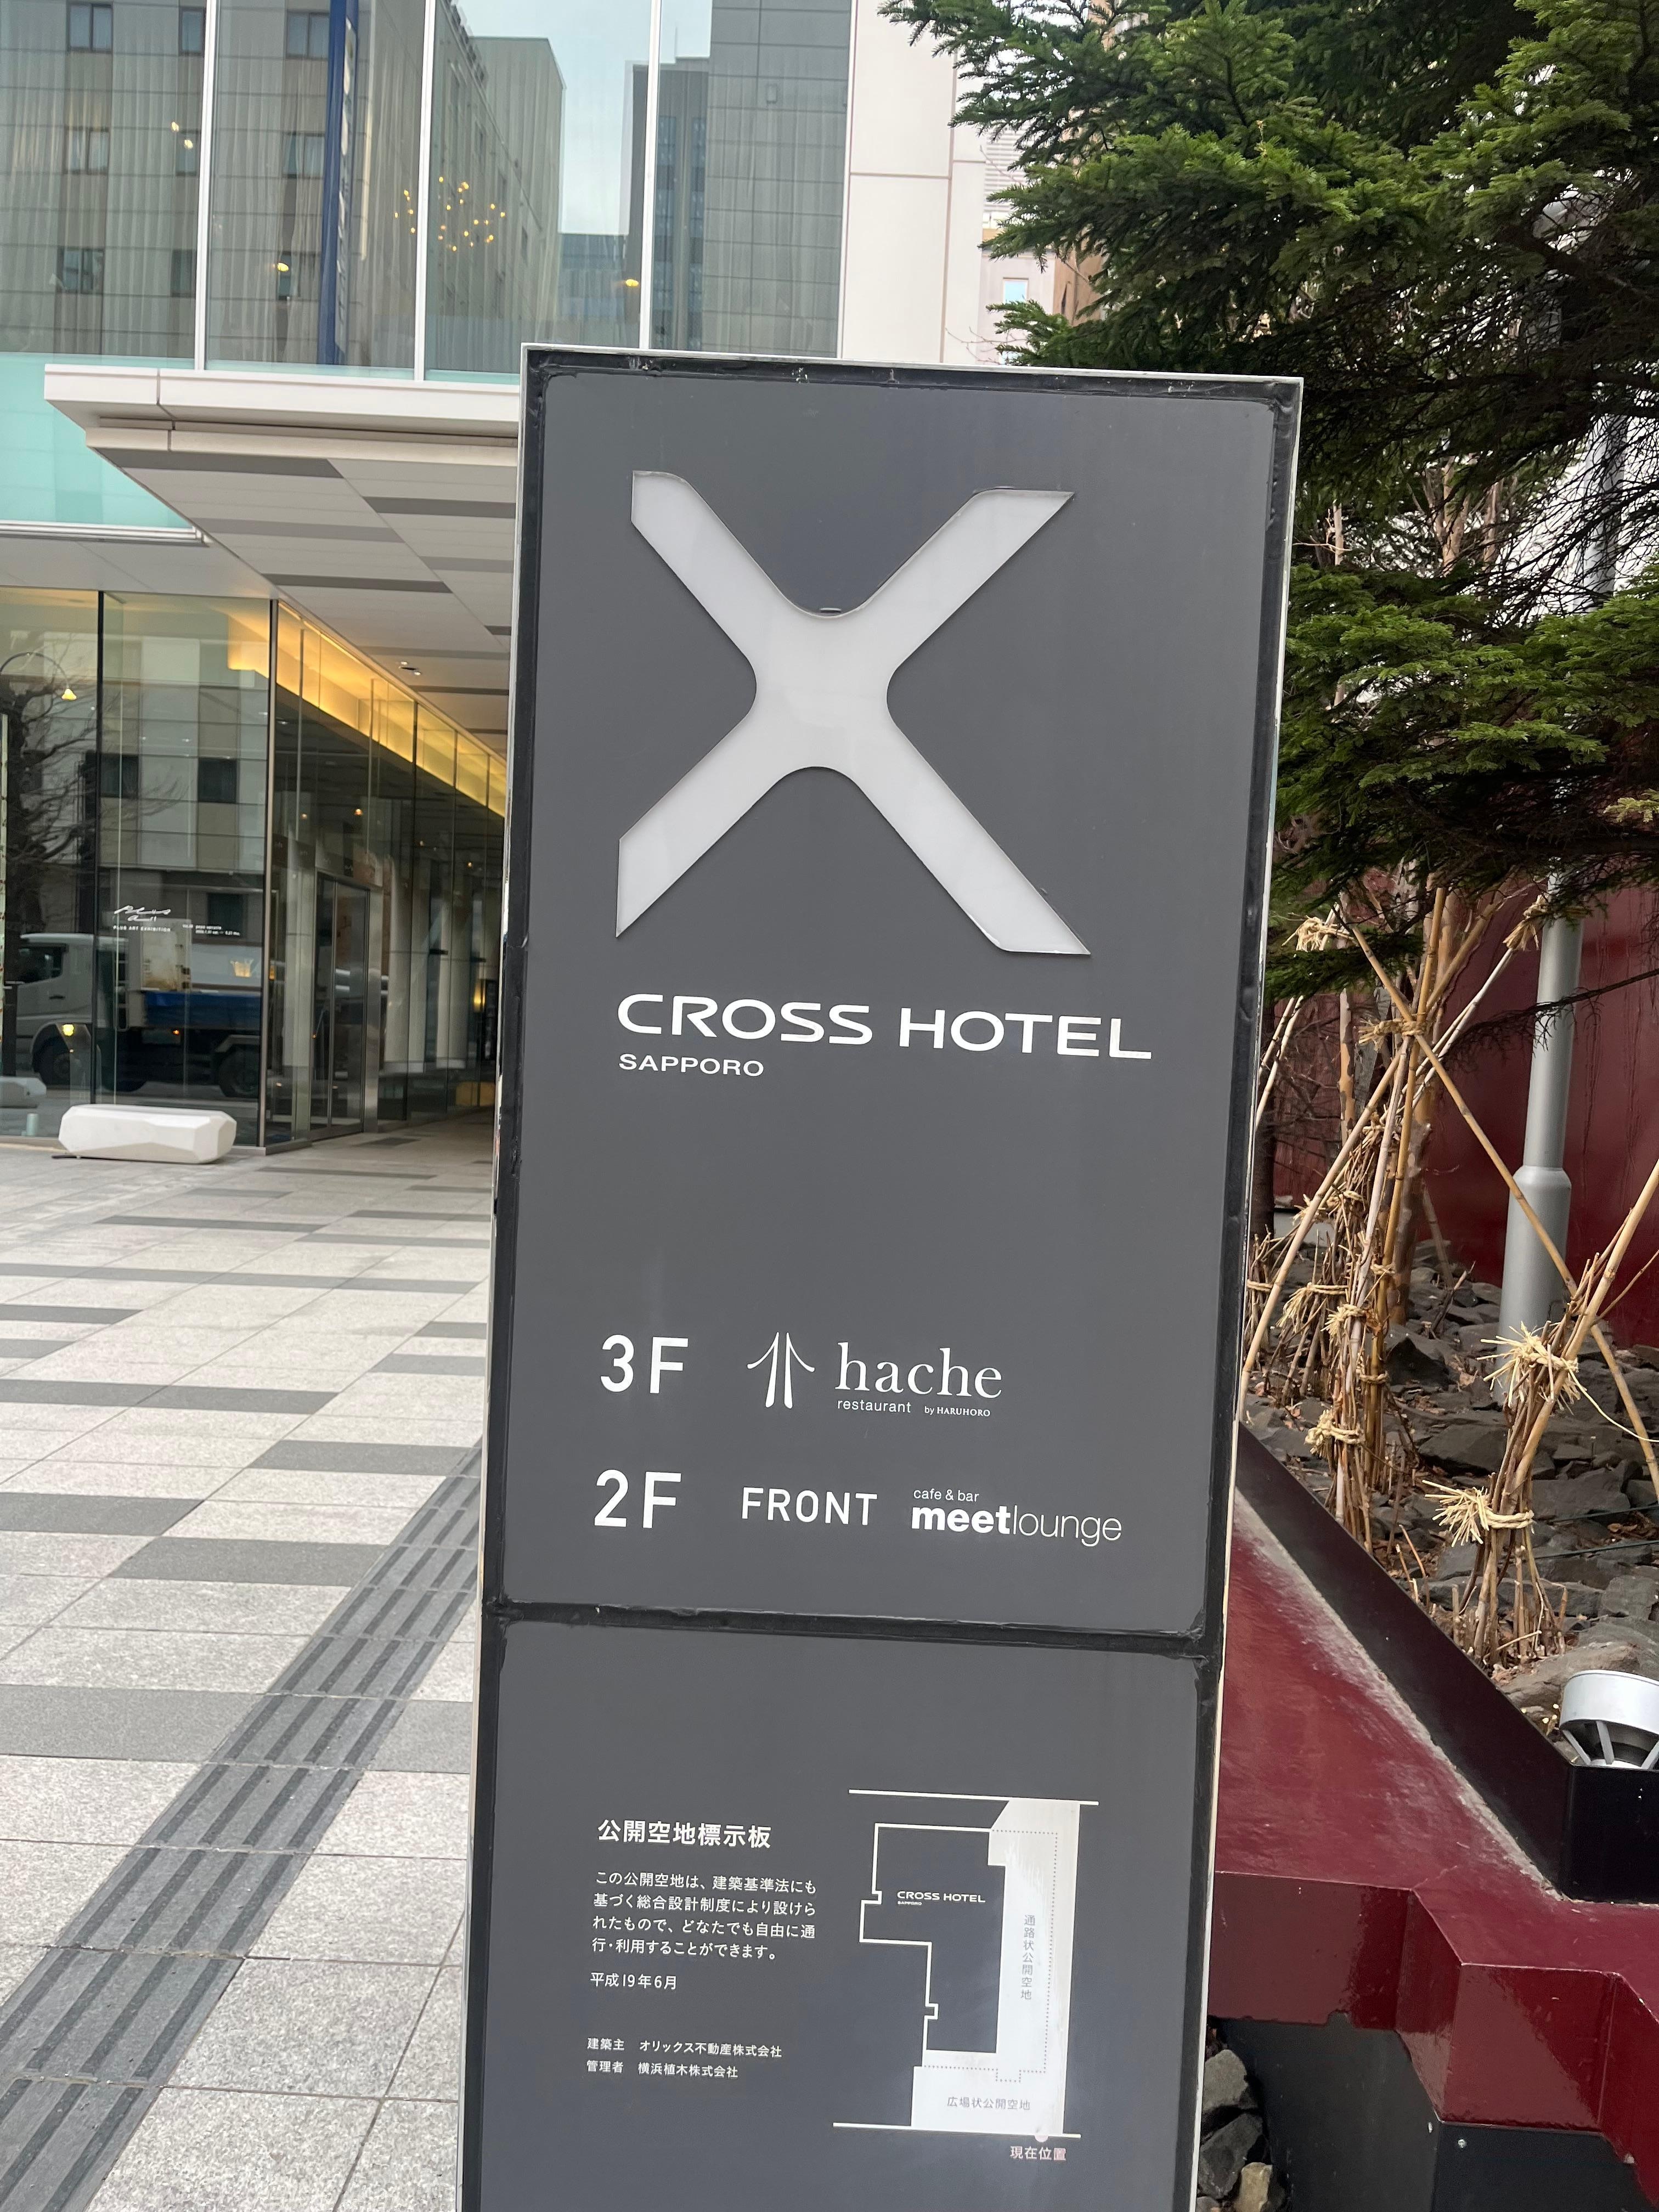 CROSS HOTEL
SAPPORO
3F hache
restaurant by HARUHORO
2F FRONT cafe & bar
meetlounge
公開空地標示板
この公開空地は、建築基準法にも
基づく総合設計制度により設けら
れたもので、どなたでも自由に通
行・利用することができます。
平成19年6月
建築主 オリックス不動産株式会社
管理者 横浜植木株式会社
CROSS HOTEL
SAPPORO
通路状公開空地
広場状公開空地
現在位置
PLUS ART EXHIBITION